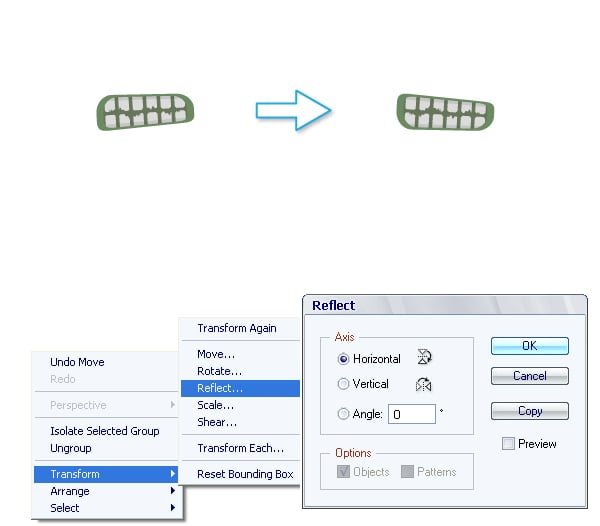 Undo Move
Redo
Perspective
Isolate Selected Group
Ungroup
Transform
Arrange
Select
Transform Again
Move...
Rotate...
Reflect...
Scale...
Shear...
Transform Each...
Reset Bounding Box
Reflect
Axis
Horizontal
Vertical
Angle: 0 °
Options
Objects Patterns
OK
Cancel
Copy
Preview